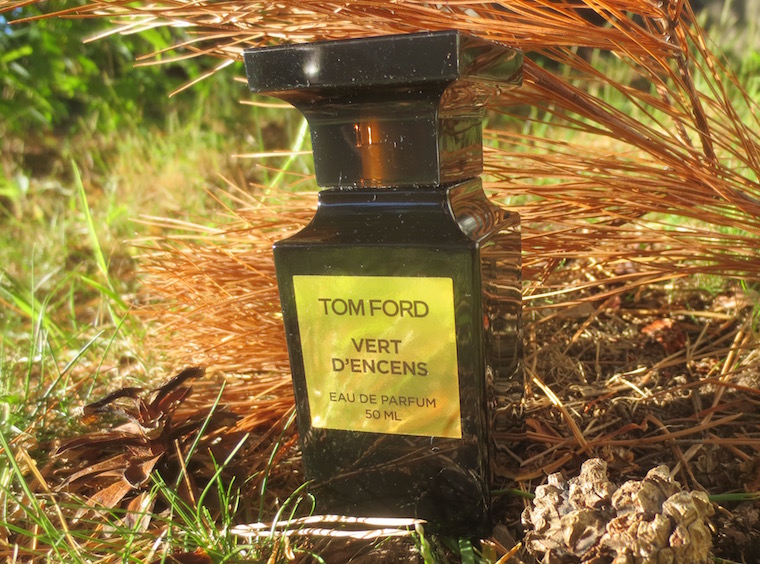 TOM FORD
VERT
D'ENCENS
EAU DE PARFUM
50 ML